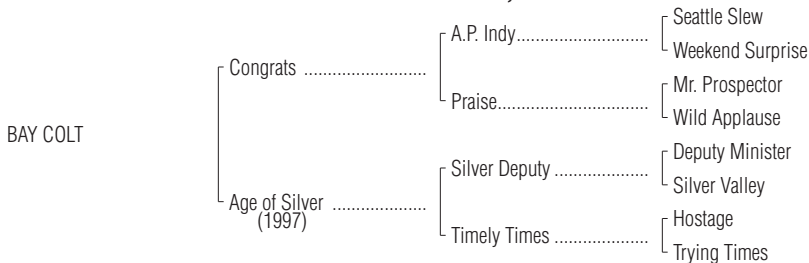 Seattle Slew
A.P. Indy..............................
Weekend Surprise
Congrats ............................
Mr. Prospector
Praise...................................
Wild Applause
BAY COLT
Deputy Minister
Silver Deputy ......................
Silver Valley
Age of Silver ......................
(1997)
Hostage
Timely Times ......................
Trying Times